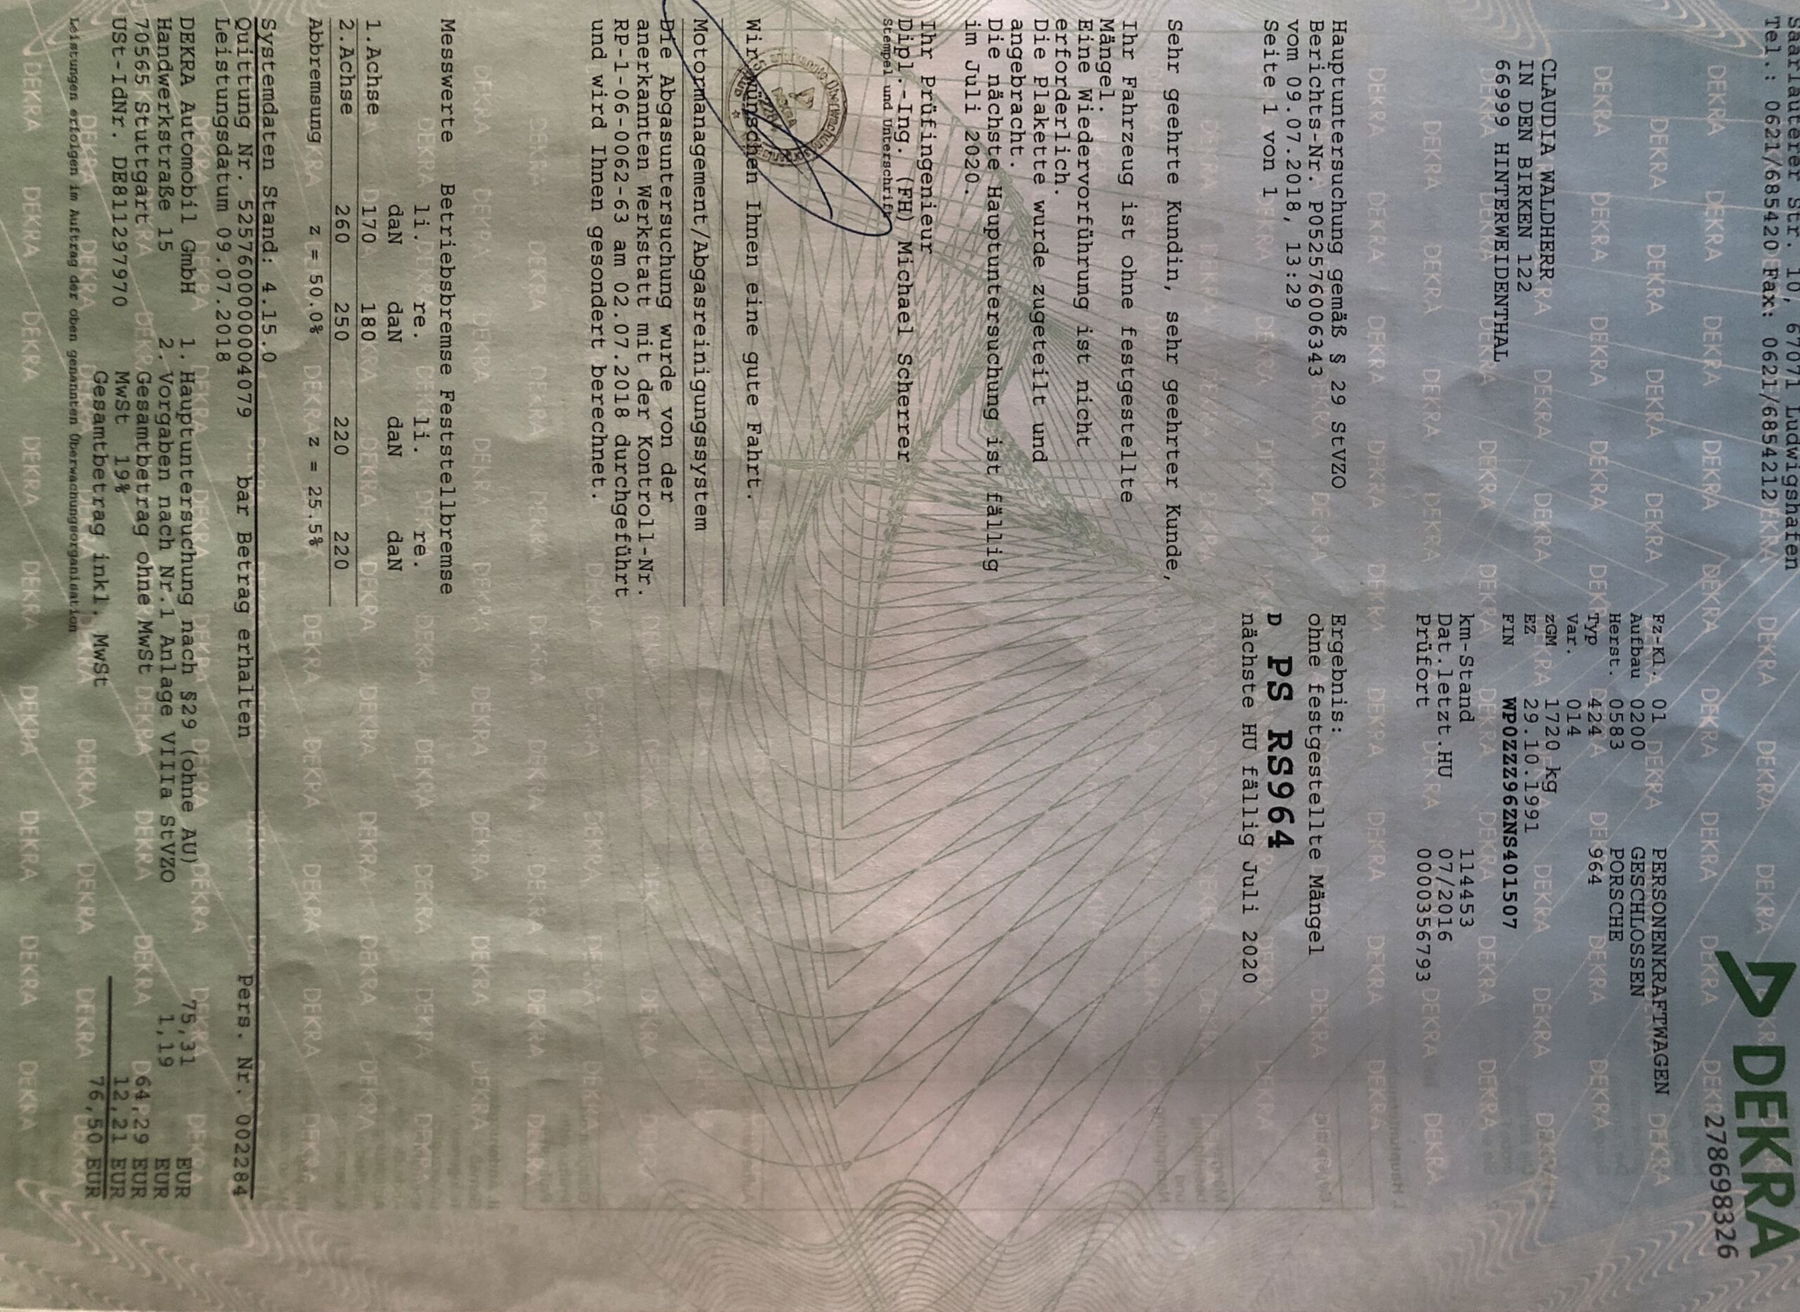 Saarlauterer Str. 10, 67071 Ludwigshafen
Tel.: 0621/685420 Fax: 0621/6854212
DEKRA
278698326
CLAUDIA WALDHERR
IN DEN BIRKEN 122
66999 HINTERWEIDENTHAL
Fz-Kl. 01 PERSONENKRAFTWAGEN
Aufbau 0200 GESCHLOSSEN
Herst. 0583 PORSCHE
Typ 424 964
Var. 014
zGM 1720 kg
EZ 29.10.1991
FIN WP0ZZZ96ZNS401507
km-Stand 114453
Dat.letzt.HU 07/2016
Prüfort 0000356793
Hauptuntersuchung gemäß § 29 StVZO
Berichts-Nr. P052576006343
vom 09.07.2018, 13:29
Seite 1 von 1
Ergebnis:
ohne festgestellte Mängel
D PS RS964
nächste HU fällig Juli 2020
Sehr geehrte Kundin, sehr geehrter Kunde,
Ihr Fahrzeug ist ohne festgestellte
Mängel.
Eine Wiedervorführung ist nicht
erforderlich.
Die Plakette wurde zugeteilt und
angebracht.
Die nächste Hauptuntersuchung ist fällig
im Juli 2020.
Ihr Prüfingenieur
Dipl.-Ing. (FH) Michael Scherrer
Stempel und Unterschrift
Wir wünschen Ihnen eine gute Fahrt.
Motormanagement/Abgasreinigungssystem
Die Abgasuntersuchung wurde von der
anerkannten Werkstatt mit der Kontroll-Nr.
RP-1-06-0062-63 am 02.07.2018 durchgeführt
und wird Ihnen gesondert berechnet.
Messwerte Betriebsbremse Feststellbremse
li. re. li. re.
daN daN daN daN
1.Achse 170 180
2.Achse 260 250 220 220
Abbremsung z = 50.0% z = 25.5%
Systemdaten Stand: 4.15.0
Quittung Nr. 525760000004079 bar Betrag erhalten Pers. Nr. 002284
Leistungsdatum 09.07.2018
DEKRA Automobil GmbH 1. Hauptuntersuchung nach §29 (ohne AU) 75,31 EUR
Handwerkstraße 15 2. Vorgaben nach Nr.1 Anlage VIIIa StVZO 1,19 EUR
70565 Stuttgart Gesamtbetrag ohne MwSt 64,29 EUR
USt-IdNr. DE811297970 MwSt 19% 12,21 EUR
Gesamtbetrag inkl. MwSt 76,50 EUR
Leistungen erfolgen im Auftrag der oben genannten Überwachungsorganisation